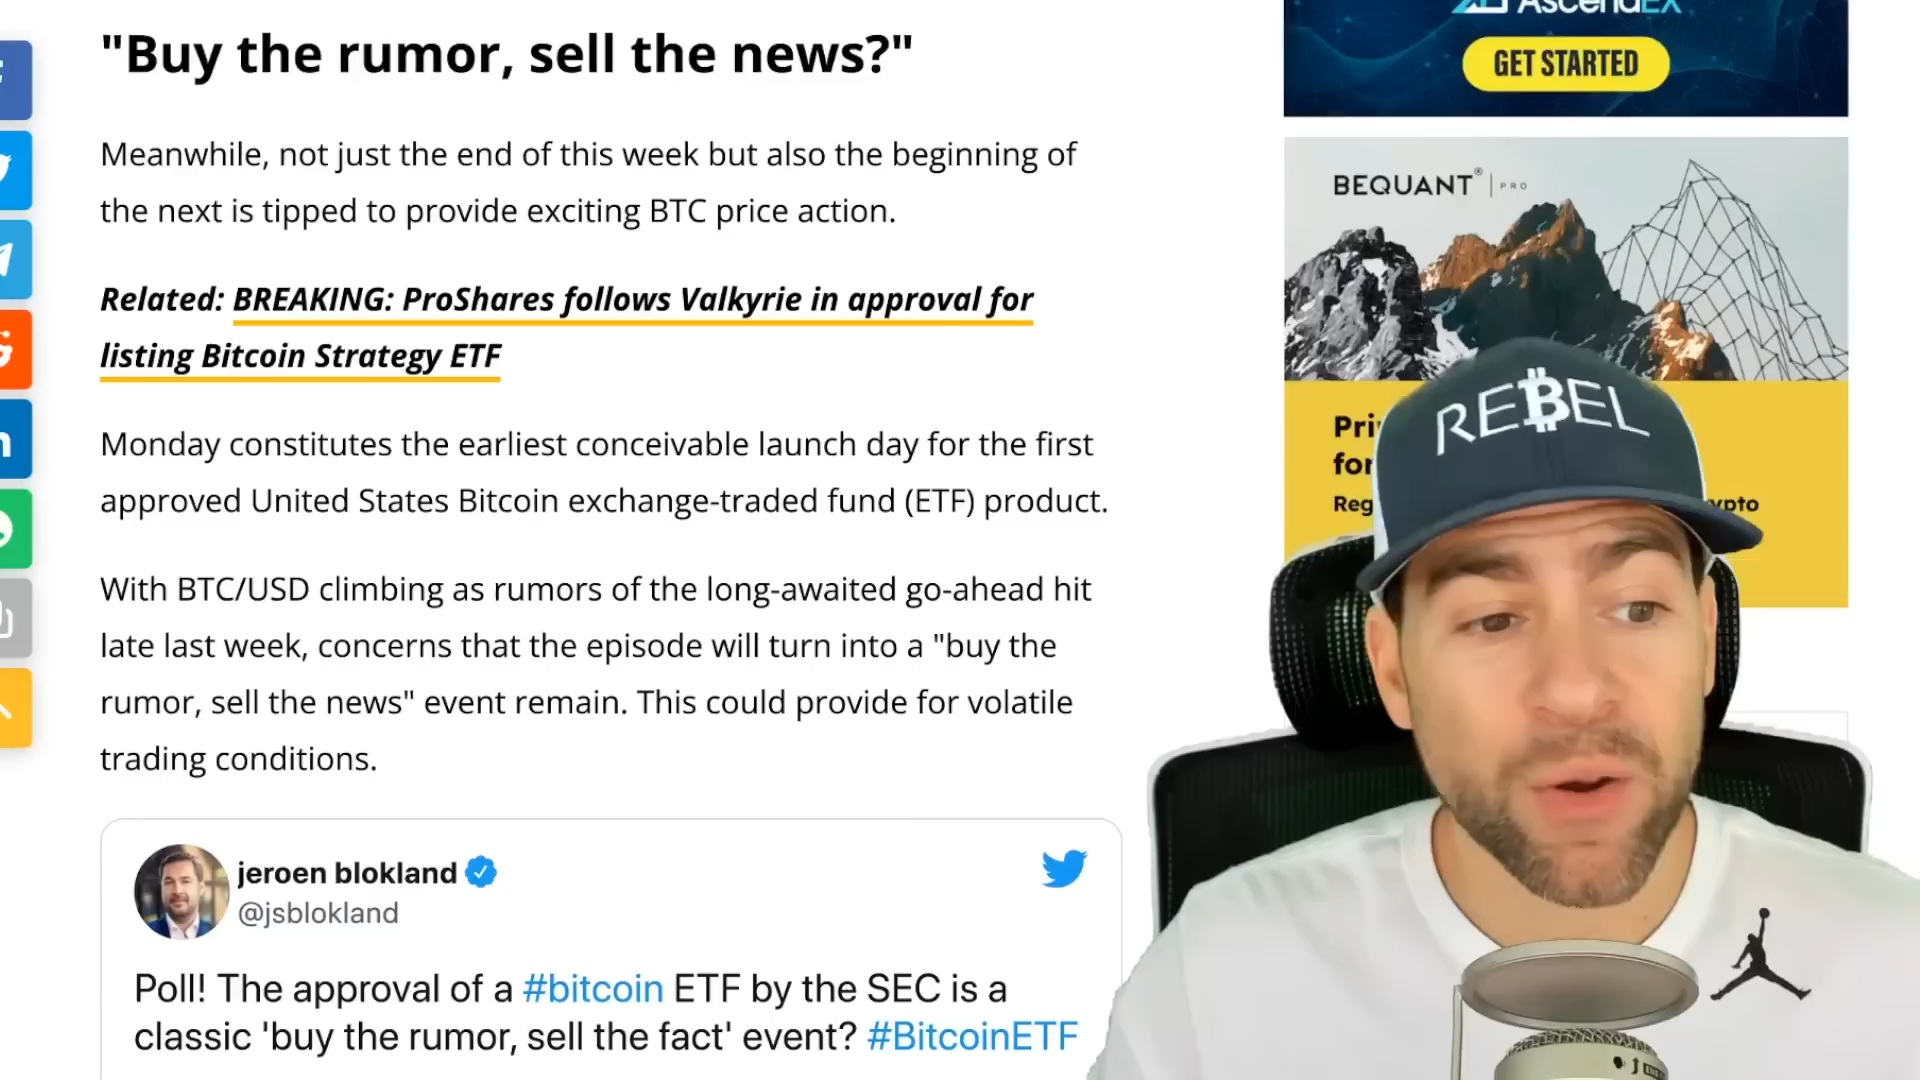 "Buy the rumor, sell the news?"
Meanwhile, not just the end of this week but also the beginning of
the next is tipped to provide exciting BTC price action.
Related: BREAKING: ProShares follows Valkyrie in approval for
listing Bitcoin Strategy ETF
Monday constitutes the earliest conceivable launch day for the first
approved United States Bitcoin exchange-traded fund (ETF) product.
With BTC/USD climbing as rumors of the long-awaited go-ahead hit
late last week, concerns that the episode will turn into a "buy the
rumor, sell the news" event remain. This could provide for volatile
trading conditions.
jeroen blokland
@jsblokland
Poll! The approval of a #bitcoin ETF by the SEC is a
classic 'buy the rumor, sell the fact' event? #BitcoinETF
AscendEX
GET STARTED
BEQUANT® | PRO
REBEL